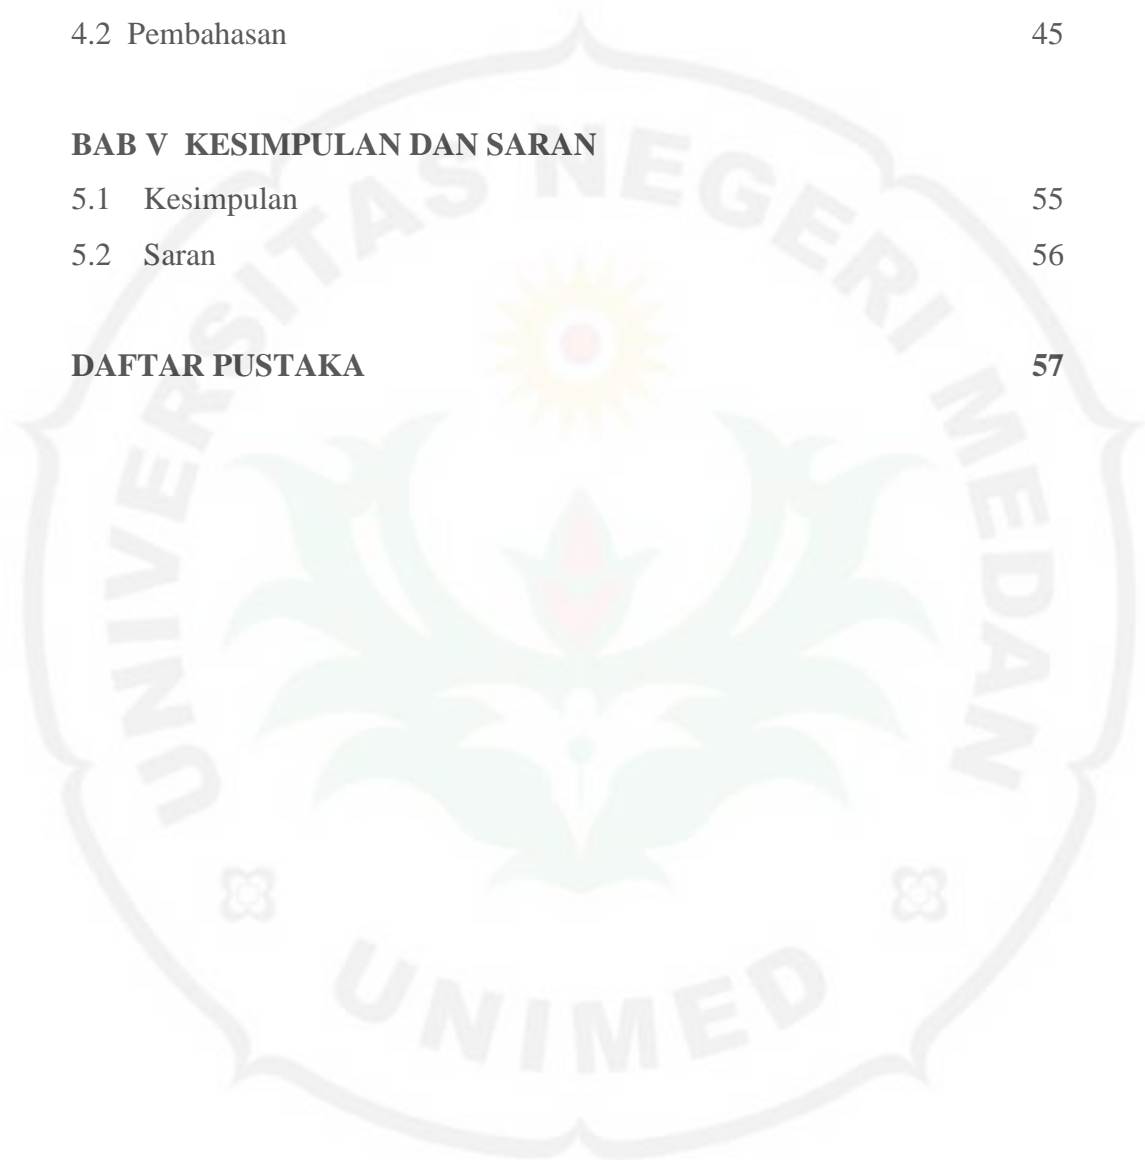 4.2 Pembahasan 45
BAB V KESIMPULAN DAN SARAN
5.1 Kesimpulan 55
5.2 Saran 56
DAFTAR PUSTAKA 57
UNIVERSITAS NEGERI MEDAN
UNIMED